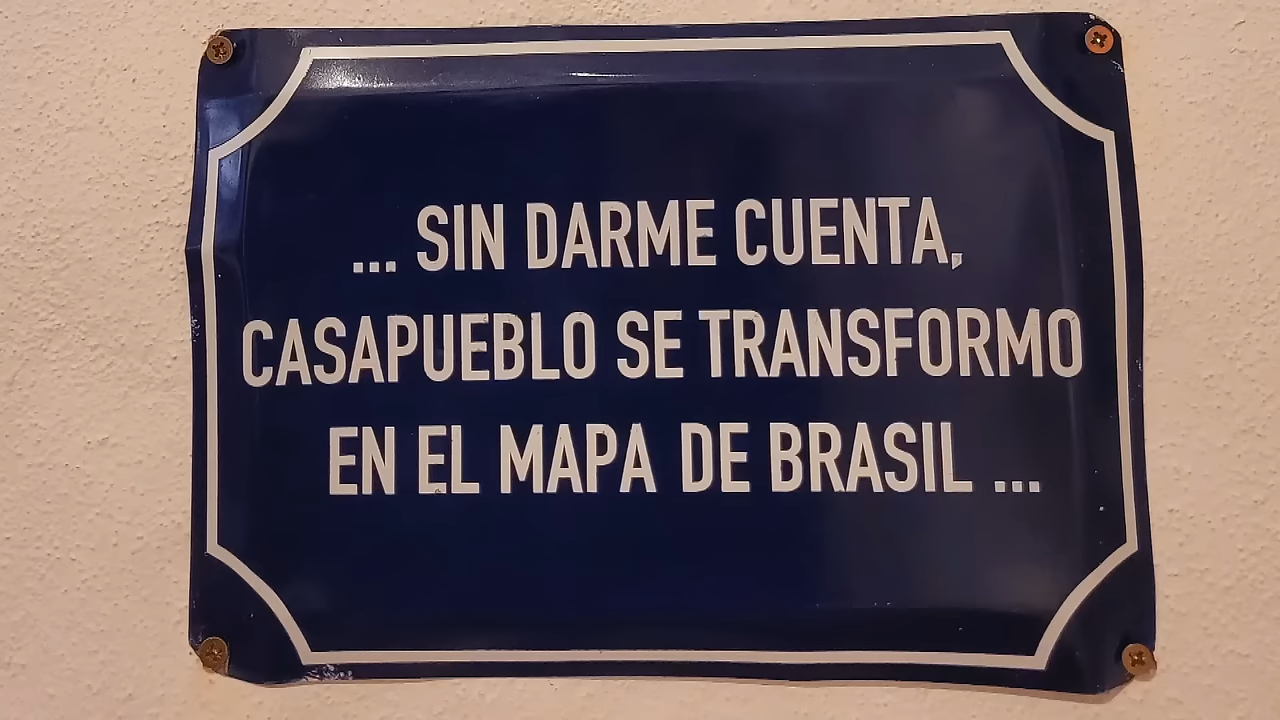 ... SIN DARME CUENTA,
CASAPUEBLO SE TRANSFORMO
EN EL MAPA DE BRASIL ...